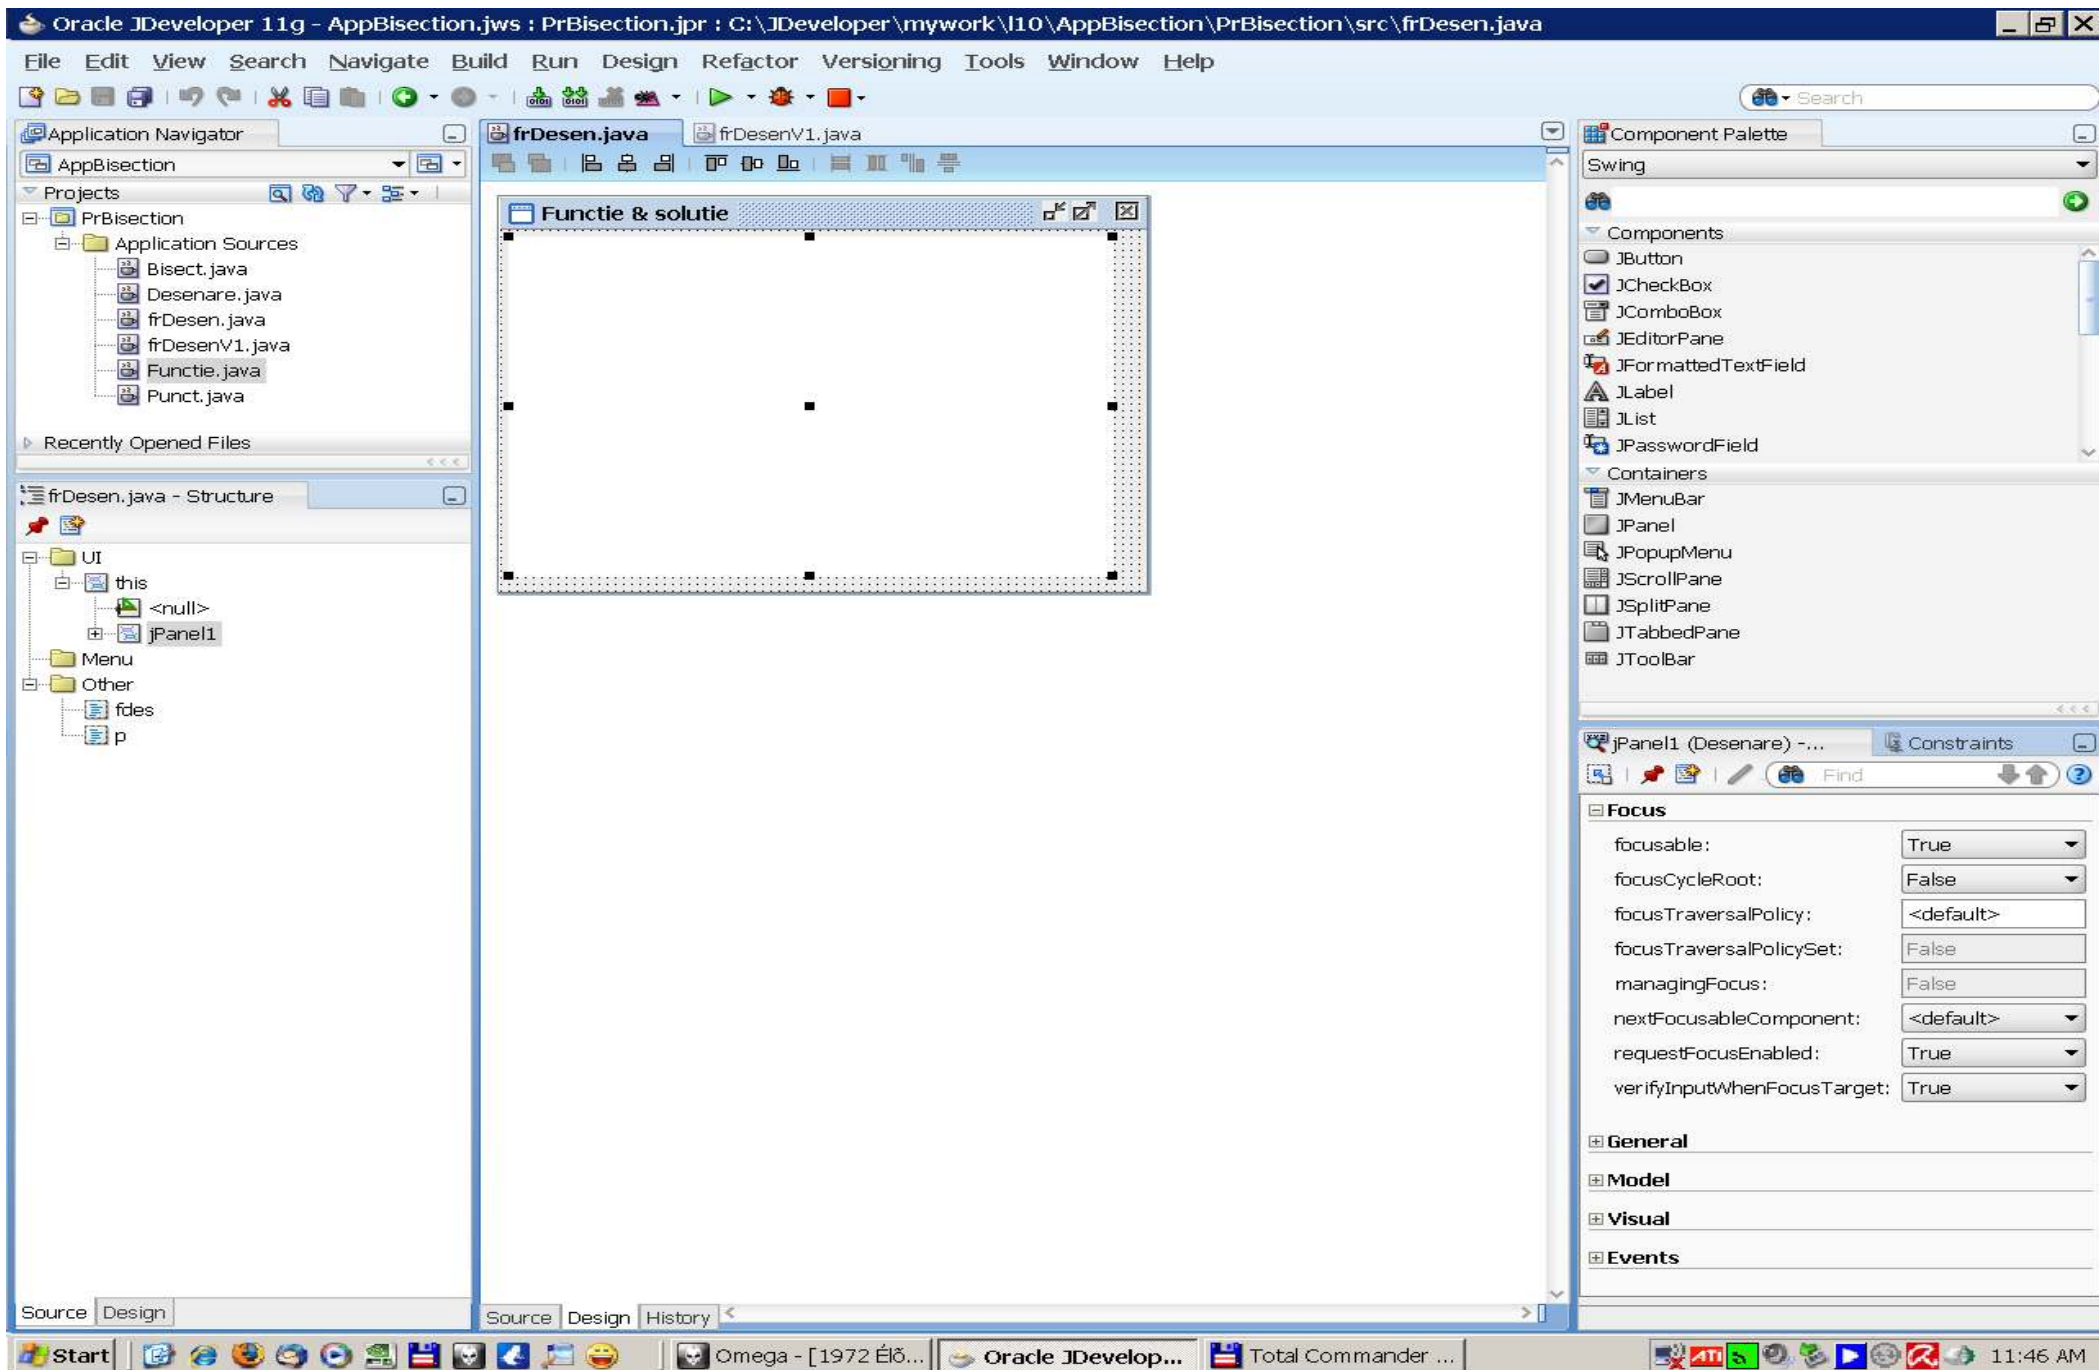 Oracle JDeveloper 11g - AppBisection.jws : PrBisection.jpr : C:\JDeveloper\mywork\l10\AppBisection\PrBisection\src\frDesen.java
File Edit View Search Navigate Build Run Design Refactor Versioning Tools Window Help
Search
Application Navigator
AppBisection
Projects
PrBisection
Application Sources
Bisect.java
Desenare.java
frDesen.java
frDesenV1.java
Functie.java
Punct.java
Recently Opened Files
frDesen.java - Structure
UI
this
<null>
jPanel1
Menu
Other
fdes
p
Source Design
frDesen.java frDesenV1.java
Functie & solutie
Source Design History
Component Palette
Swing
Components
JButton
JCheckBox
JComboBox
JEditorPane
JFormattedTextField
JLabel
JList
JPasswordField
Containers
JMenuBar
JPanel
JPopupMenu
JScrollPane
JSplitPane
JTabbedPane
JToolBar
jPanel1 (Desenare) -... Constraints
Find
Focus
focusable: True
focusCycleRoot: False
focusTraversalPolicy: <default>
focusTraversalPolicySet: False
managingFocus: False
nextFocusableComponent: <default>
requestFocusEnabled: True
verifyInputWhenFocusTarget: True
General
Model
Visual
Events
Start Omega - [1972 Élõ... Oracle JDevelop... Total Commander ... ATI 11:46 AM